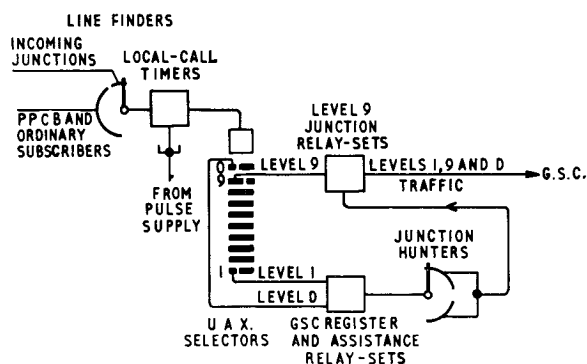 LINE FINDERS
INCOMING
JUNCTIONS
LOCAL-CALL
TIMERS
PPCB AND
ORDINARY
SUBSCRIBERS
FROM
PULSE
SUPPLY
0
9
1
LEVEL 9
LEVEL 9
JUNCTION
RELAY-SETS
LEVELS 1, 9 AND 0
TRAFFIC
G.S.C.
JUNCTION
HUNTERS
LEVEL 1
LEVEL 0
U A X.
SELECTORS
GSC REGISTER
AND ASSISTANCE
RELAY-SETS